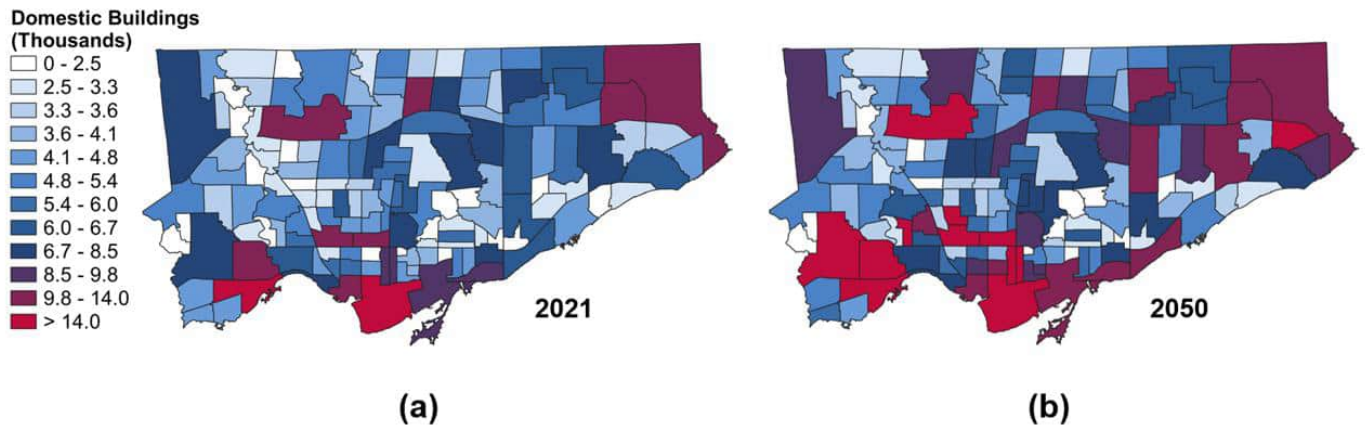 Domestic Buildings
(Thousands)
0 - 2.5
2.5 - 3.3
3.3 - 3.6
3.6 - 4.1
4.1 - 4.8
4.8 - 5.4
5.4 - 6.0
6.0 - 6.7
6.7 - 8.5
8.5 - 9.8
9.8 - 14.0
> 14.0
2021
2050
(a)
(b)